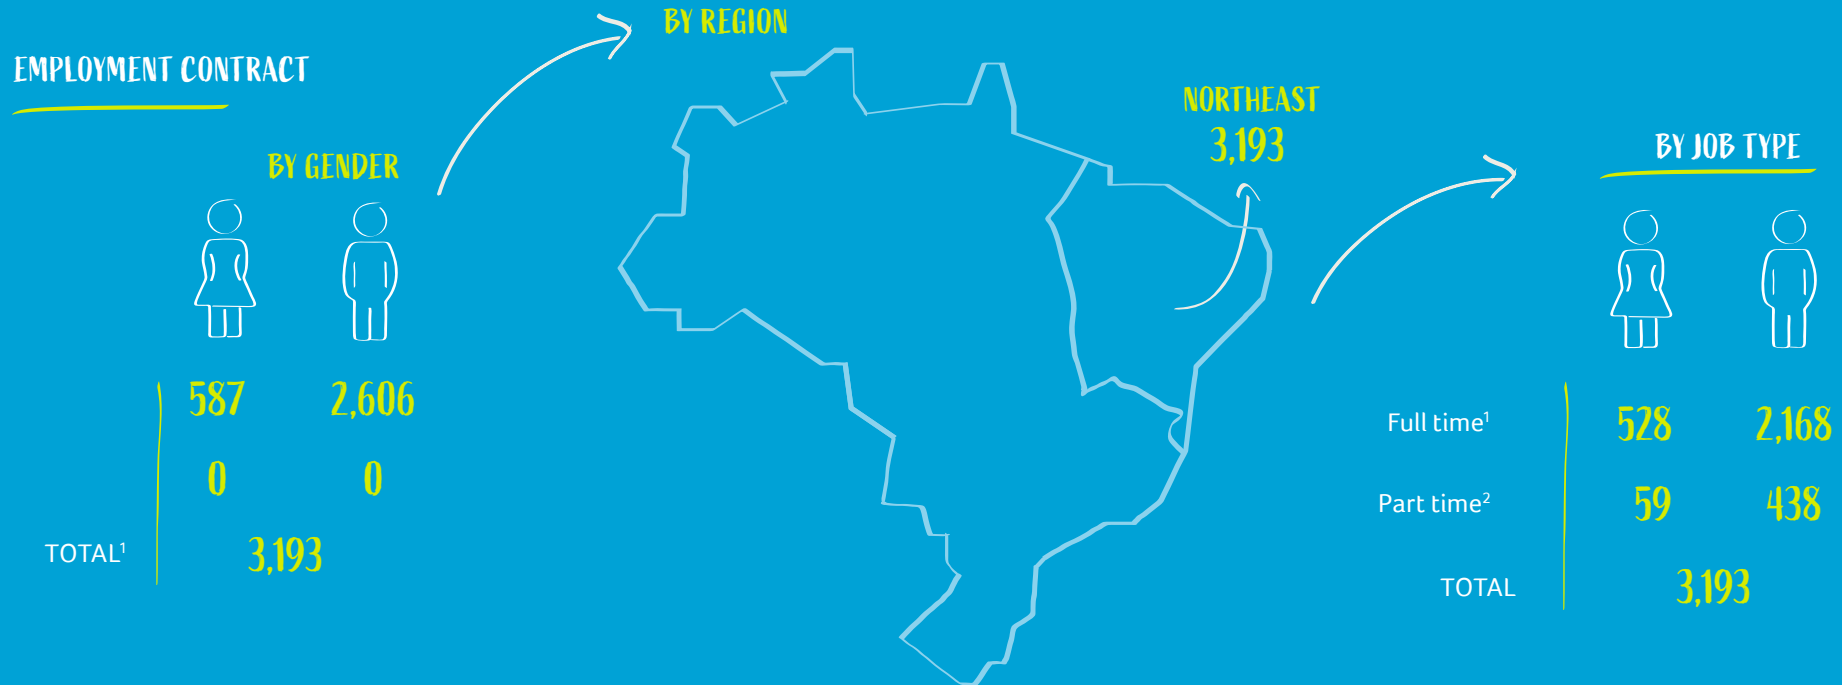 EMPLOYMENT CONTRACT
BY GENDER
587 2,606
0 0
TOTAL¹ 3,193
BY REGION
NORTHEAST
3,193
BY JOB TYPE
Full time¹ 528 2,168
Part time² 59 438
TOTAL 3,193